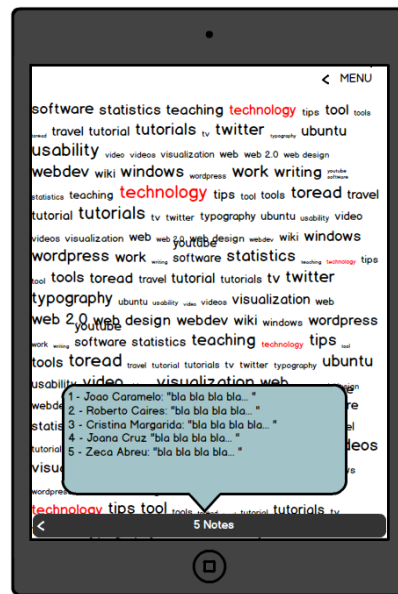 MENU
software statistics teaching technology tips tool tools
toread travel tutorial tutorials tv twitter typography ubuntu
usability video videos visualization web web 2.0 web design
webdev wiki windows wordpress work writing youtube
software
statistics teaching technology tips tool tools toread travel
tutorial tutorials tv twitter typography ubuntu usability video
videos visualization web web 2.0 web design webdev wiki windows
youtube
wordpress work writing software statistics teaching technology tips
tool tools toread travel tutorial tutorials tv twitter
typography ubuntu usability video videos visualization web
web 2.0 web design webdev wiki windows wordpress
youtube
work writing software statistics teaching technology tips tool
tools toread travel tutorial tutorials tv twitter typography ubuntu
usability video visualization web
1 - Joao Caramelo: "bla bla bla bla... "
2 - Roberto Caires: "bla bla bla bla... "
3 - Cristina Margarida: "bla bla bla bla... "
4 - Joana Cruz "bla bla bla bla... "
5 - Zeca Abreu: "bla bla bla bla... "
technology tips tool tools tutorial tutorials tv
5 Notes